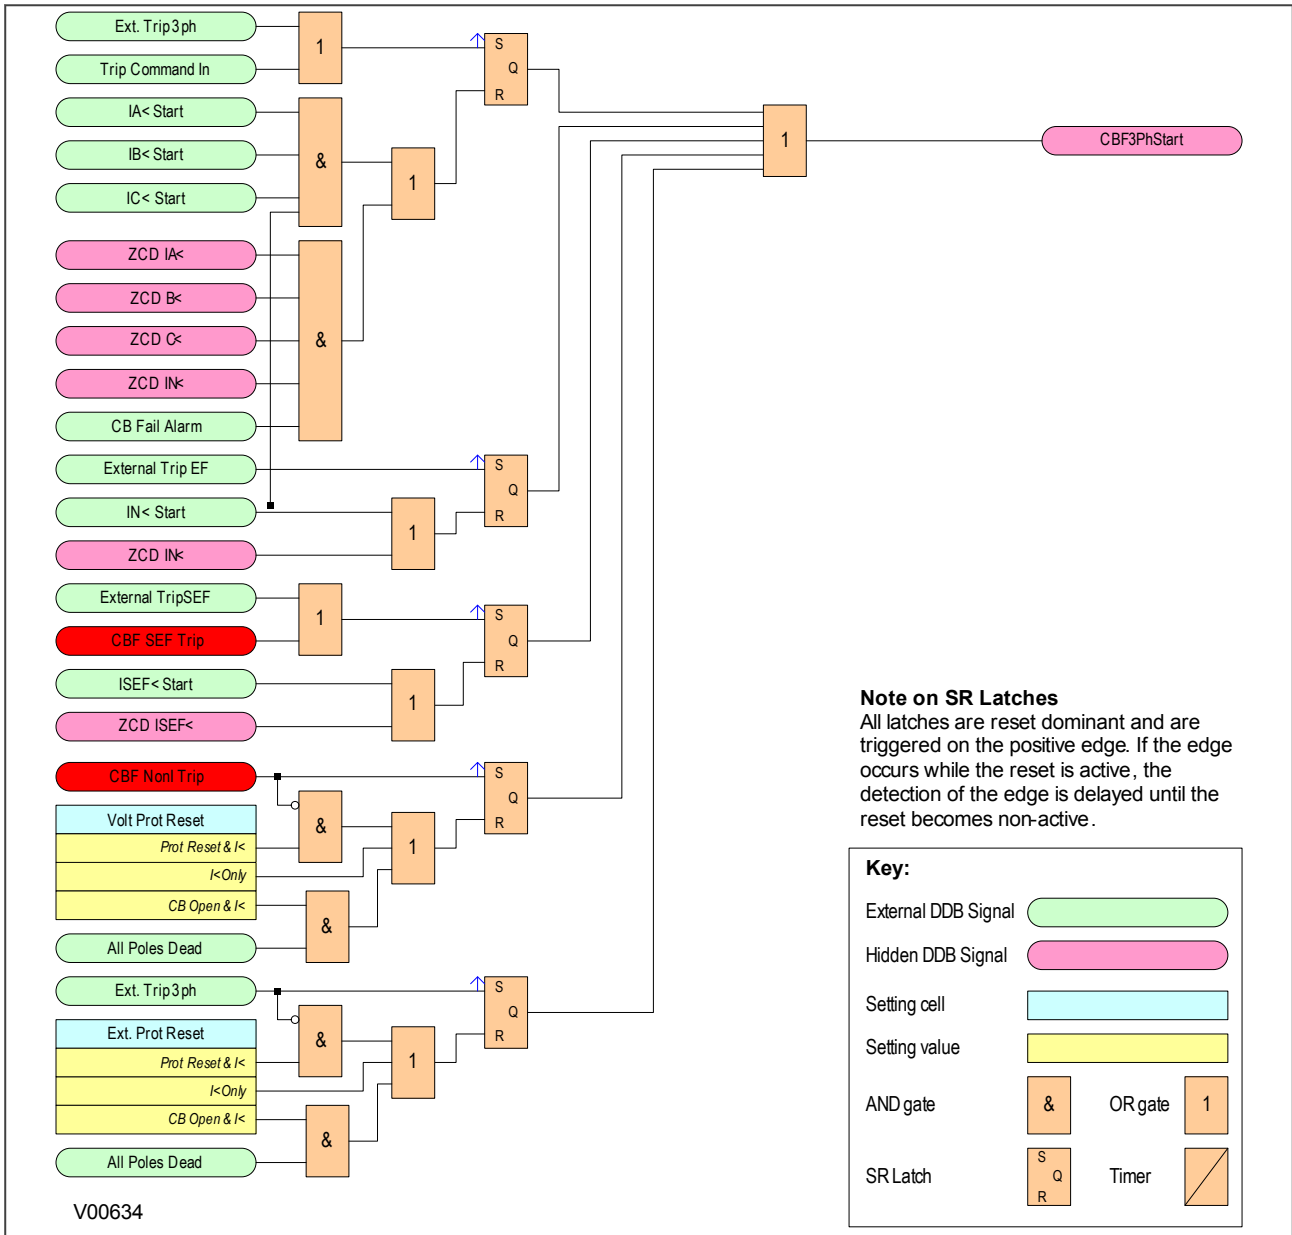 Ext. Trip 3ph
1
Trip Command In
S
Q
R
IA< Start
IB< Start
IC< Start
&
1
1
CBF3PhStart
ZCD IA<
ZCD B<
ZCD C<
ZCD IN<
CB Fail Alarm
&
External Trip EF
IN< Start
ZCD IN<
1
S
Q
R
External TripSEF
CBF SEF Trip
1
ISEF< Start
ZCD ISEF<
1
S
Q
R
CBF NonI Trip
Volt Prot Reset
Prot Reset & I<
I<Only
CB Open & I<
All Poles Dead
&
1
&
S
Q
R
Ext. Trip 3ph
Ext. Prot Reset
Prot Reset & I<
I<Only
CB Open & I<
All Poles Dead
&
1
&
S
Q
R
V00634
Note on SR Latches
All latches are reset dominant and are
triggered on the positive edge. If the edge
occurs while the reset is active, the
detection of the edge is delayed until the
reset becomes non-active.
Key:
External DDB Signal
Hidden DDB Signal
Setting cell
Setting value
AND gate
&
OR gate
1
SR Latch
S
Q
R
Timer